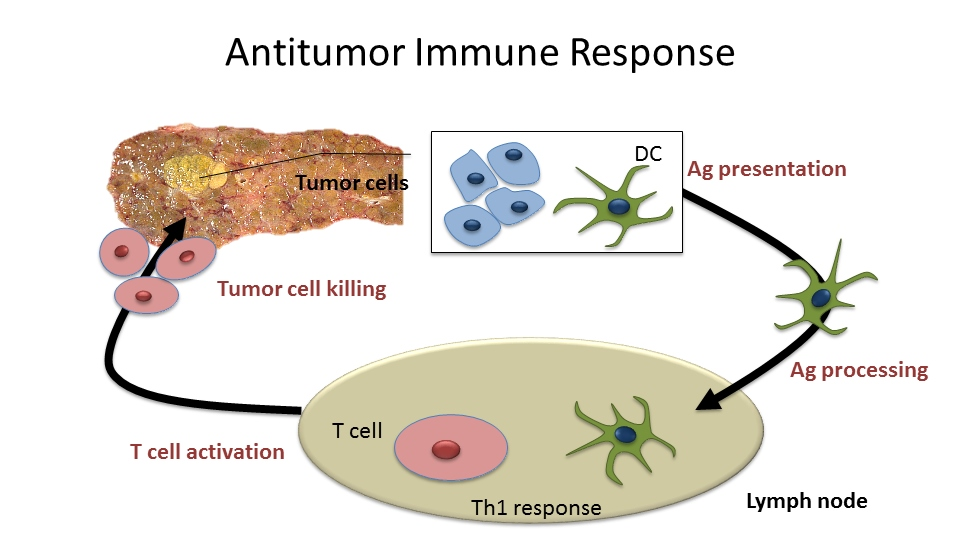 Antitumor Immune Response
Tumor cells
DC
Ag presentation
Tumor cell killing
Ag processing
T cell
T cell activation
Th1 response
Lymph node